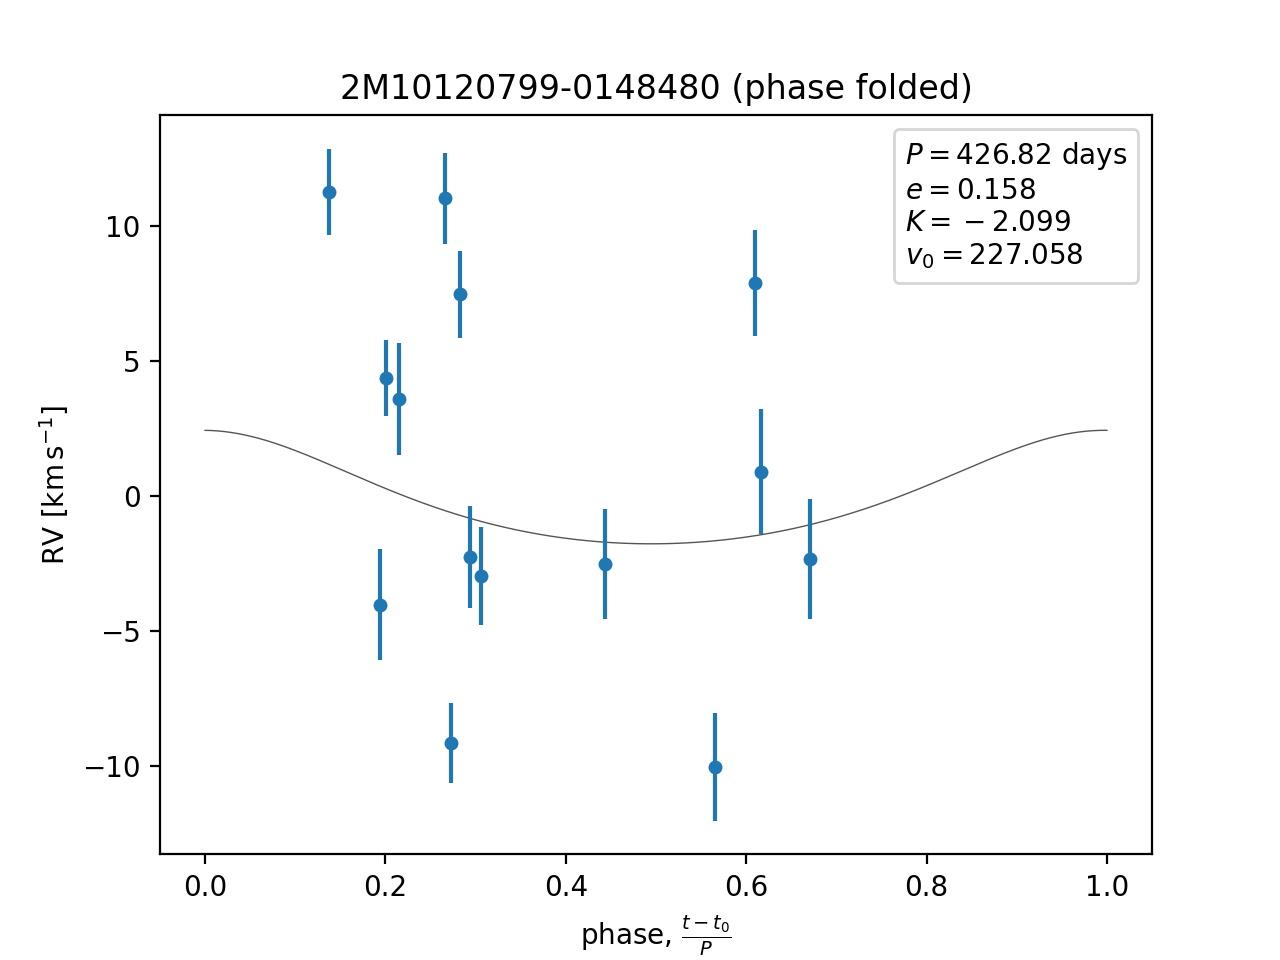 2M10120799-0148480 (phase folded)
P = 426.82 days
e = 0.158
K = −2.099
v₀ = 227.058
RV [km s⁻¹]
10
5
0
−5
−10
0.0 0.2 0.4 0.6 0.8 1.0
phase, (t − t₀)/P